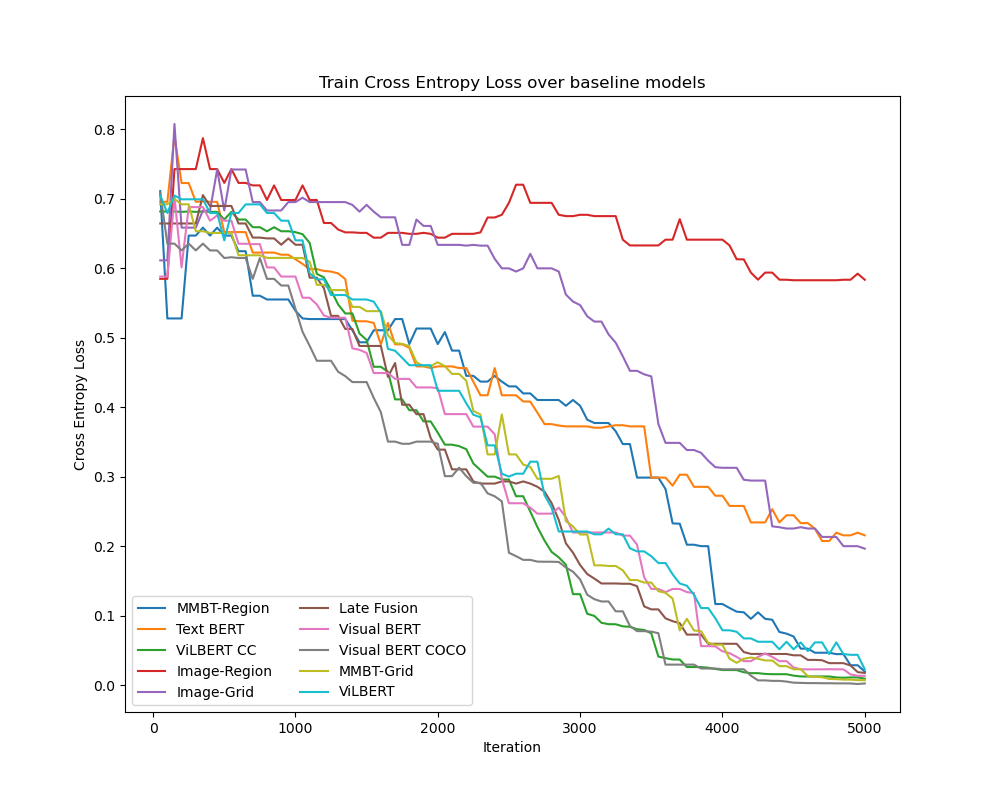 Train Cross Entropy Loss over baseline models
Cross Entropy Loss
0.8
0.7
0.6
0.5
0.4
0.3
0.2
0.1
0.0
MMBT-Region
Text BERT
ViLBERT CC
Image-Region
Image-Grid
Late Fusion
Visual BERT
Visual BERT COCO
MMBT-Grid
ViLBERT
0 1000 2000 3000 4000 5000
Iteration